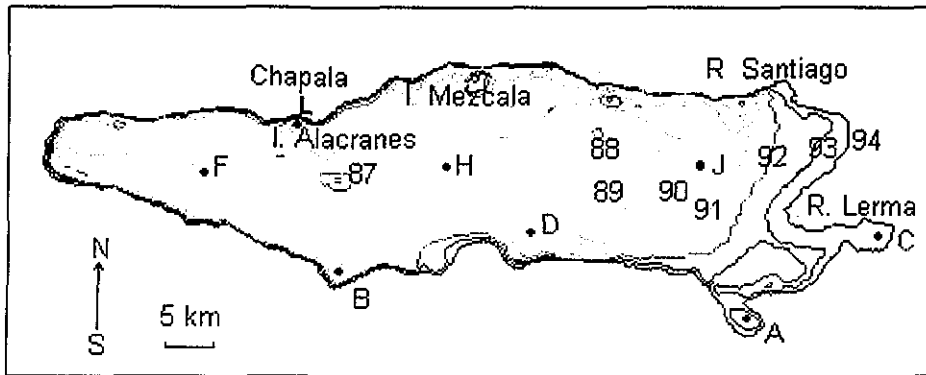 Chapala
R Santiago
I Mezcala
I. Alacranes
88
92
93
94
F
87
H
J
89
90
91
R. Lerma
D
C
N
B
5 km
A
S